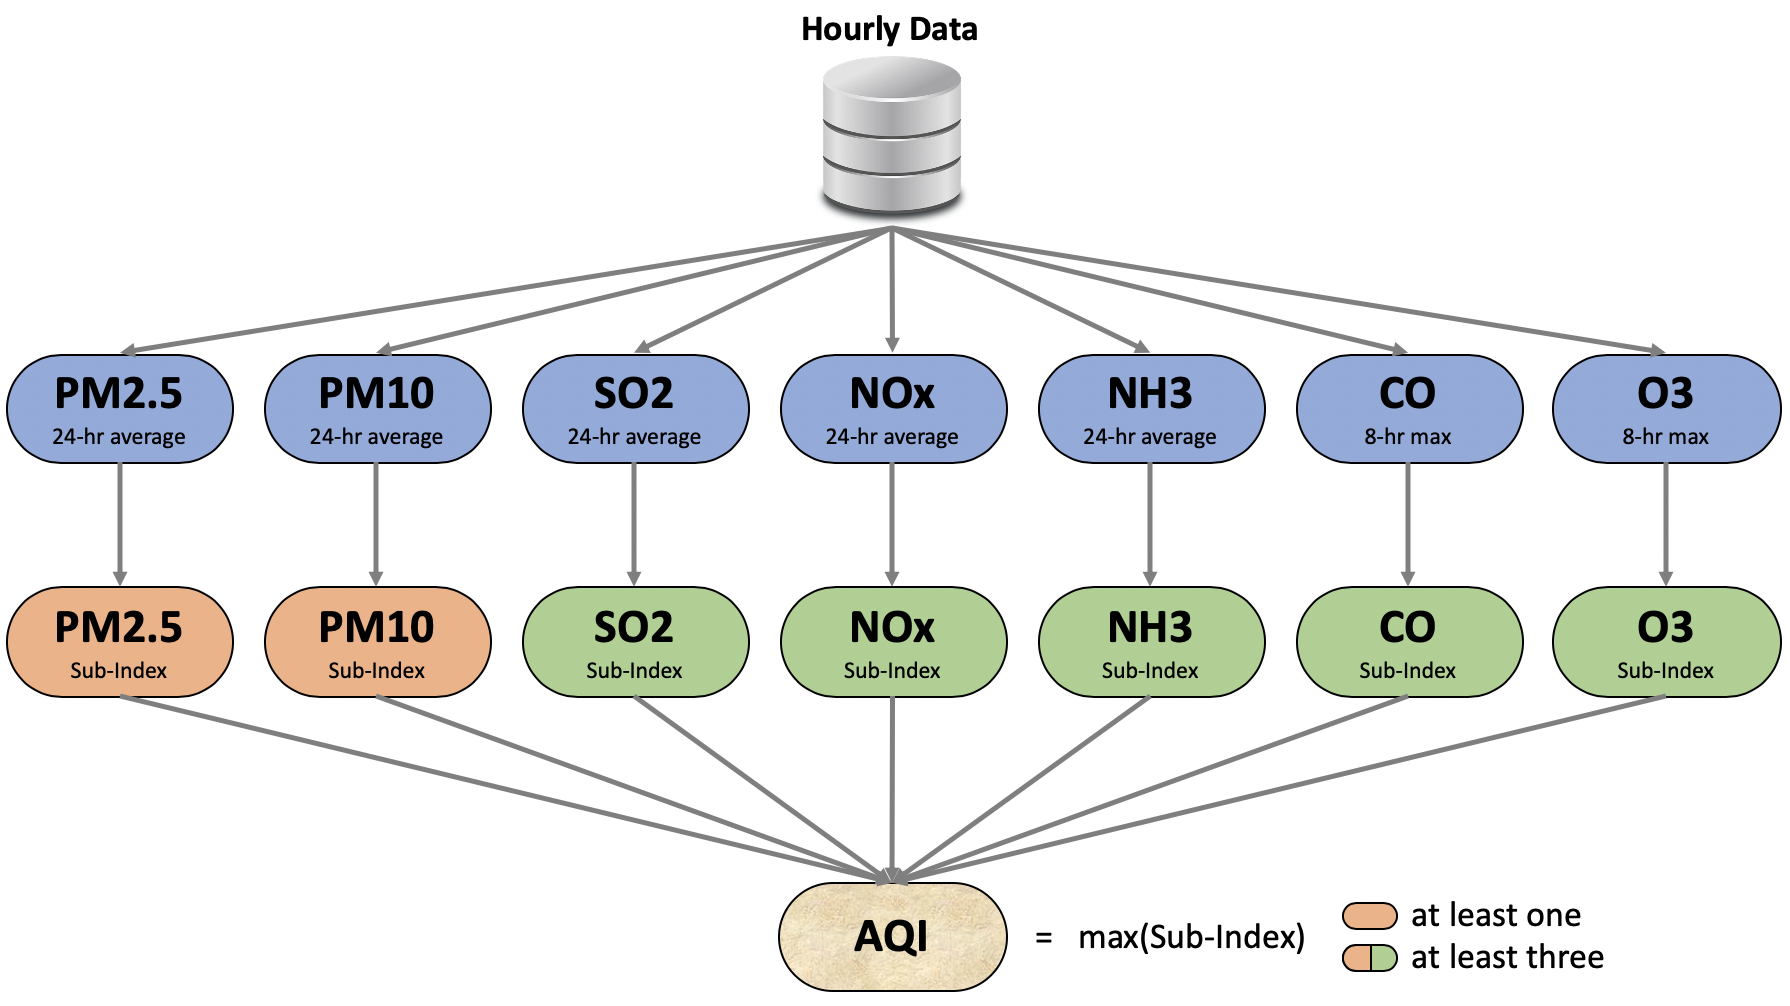 Hourly Data
PM2.5
24-hr average
PM10
24-hr average
SO2
24-hr average
NOx
24-hr average
NH3
24-hr average
CO
8-hr max
O3
8-hr max
PM2.5
Sub-Index
PM10
Sub-Index
SO2
Sub-Index
NOx
Sub-Index
NH3
Sub-Index
CO
Sub-Index
O3
Sub-Index
AQI
= max(Sub-Index)
at least one
at least three